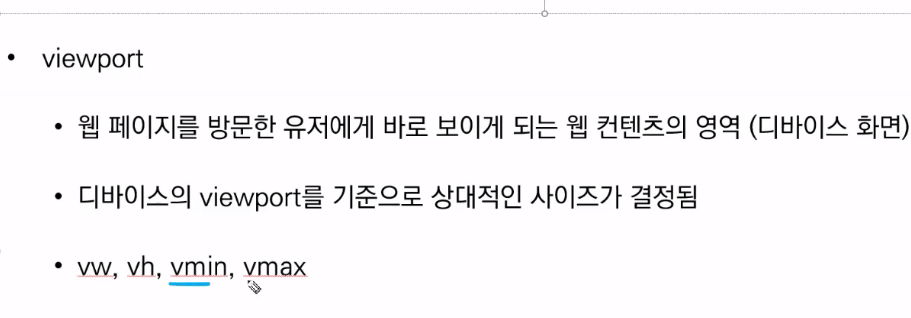 • viewport
• 웹 페이지를 방문한 유저에게 바로 보이게 되는 웹 컨텐츠의 영역 (디바이스 화면)
• 디바이스의 viewport를 기준으로 상대적인 사이즈가 결정됨
• vw, vh, vmin, vmax